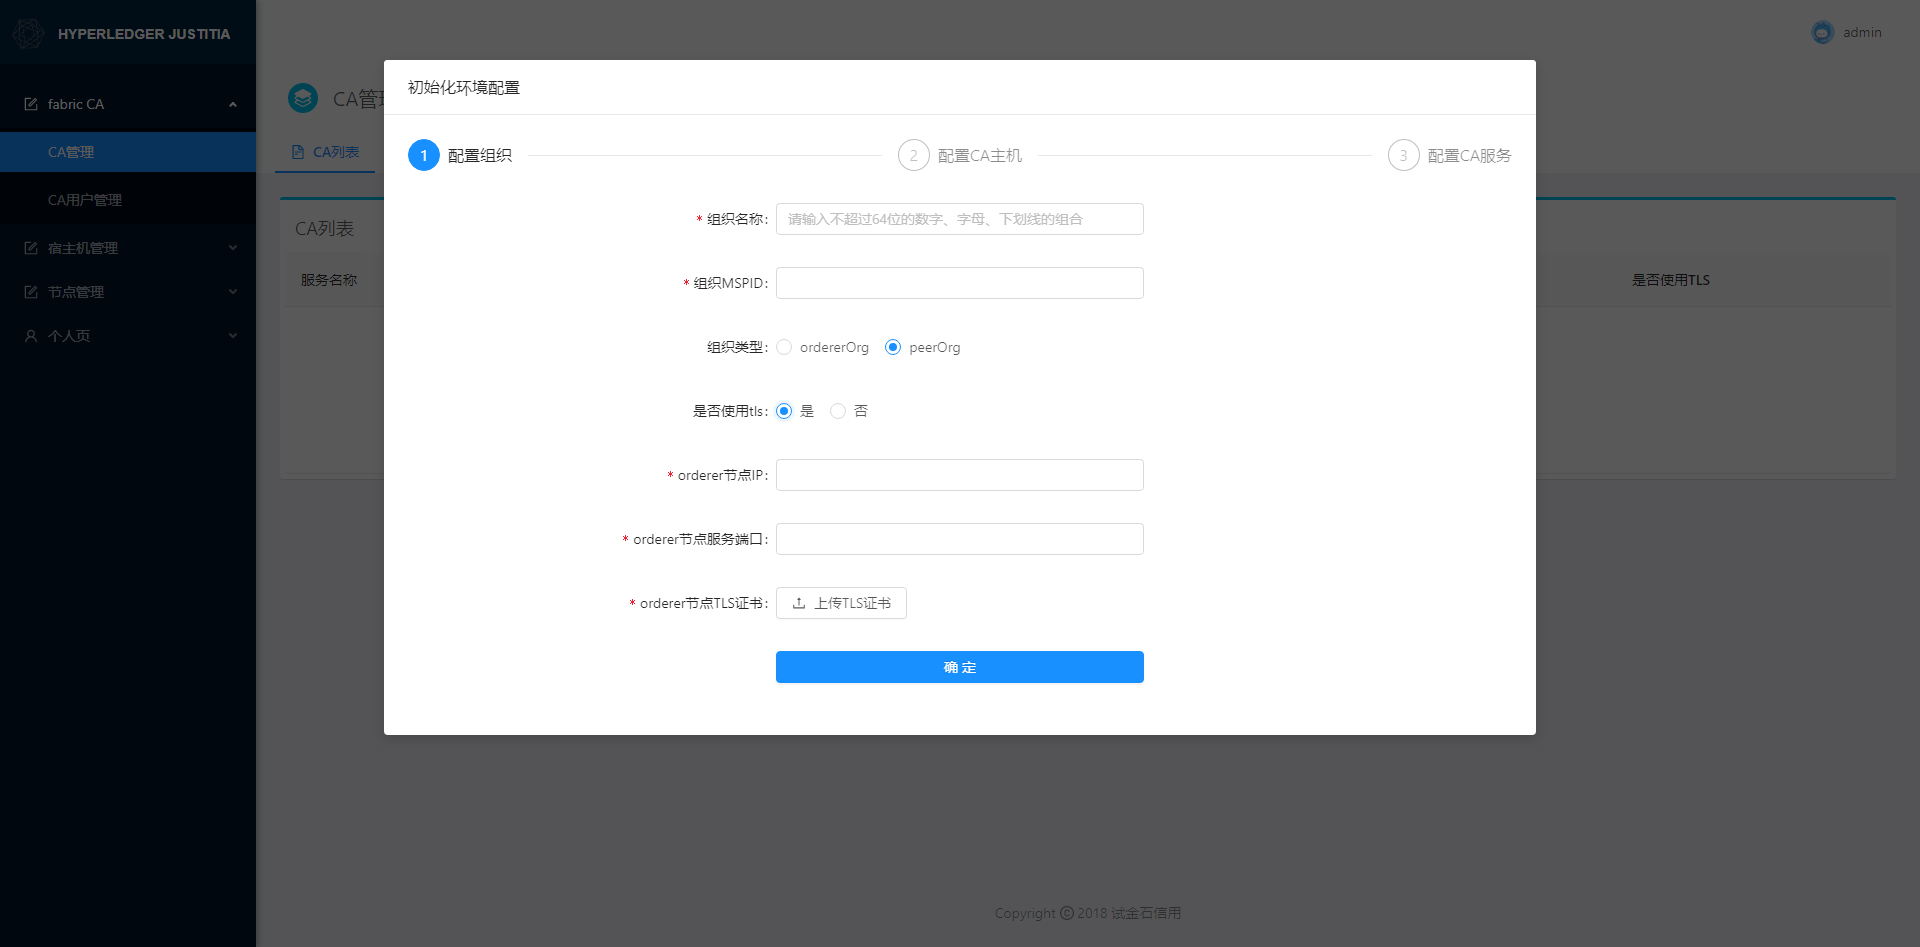 HYPERLEDGER JUSTITIA
admin
fabric CA
CA管理
CA用户管理
宿主机管理
节点管理
个人页
CA管
CA列表
CA列表
服务名称
是否使用TLS
初始化环境配置
1 配置组织
2 配置CA主机
3 配置CA服务
* 组织名称: 请输入不超过64位的数字、字母、下划线的组合
* 组织MSPID:
组织类型: ordererOrg peerOrg
是否使用tls: 是 否
* orderer节点IP:
* orderer节点服务端口:
* orderer节点TLS证书: 上传TLS证书
确 定
Copyright © 2018 试金石信用